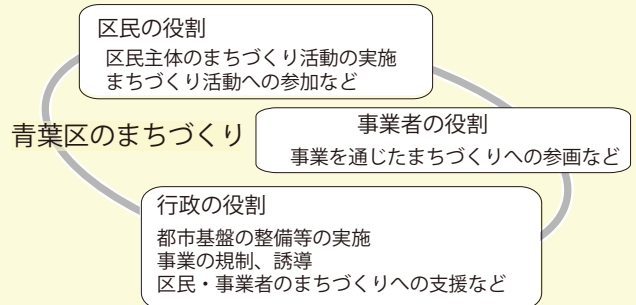 区民の役割
区民主体のまちづくり活動の実施
まちづくり活動への参加など
青葉区のまちづくり
事業者の役割
事業を通じたまちづくりへの参画など
行政の役割
都市基盤の整備等の実施
事業の規制、誘導
区民・事業者のまちづくりへの支援など